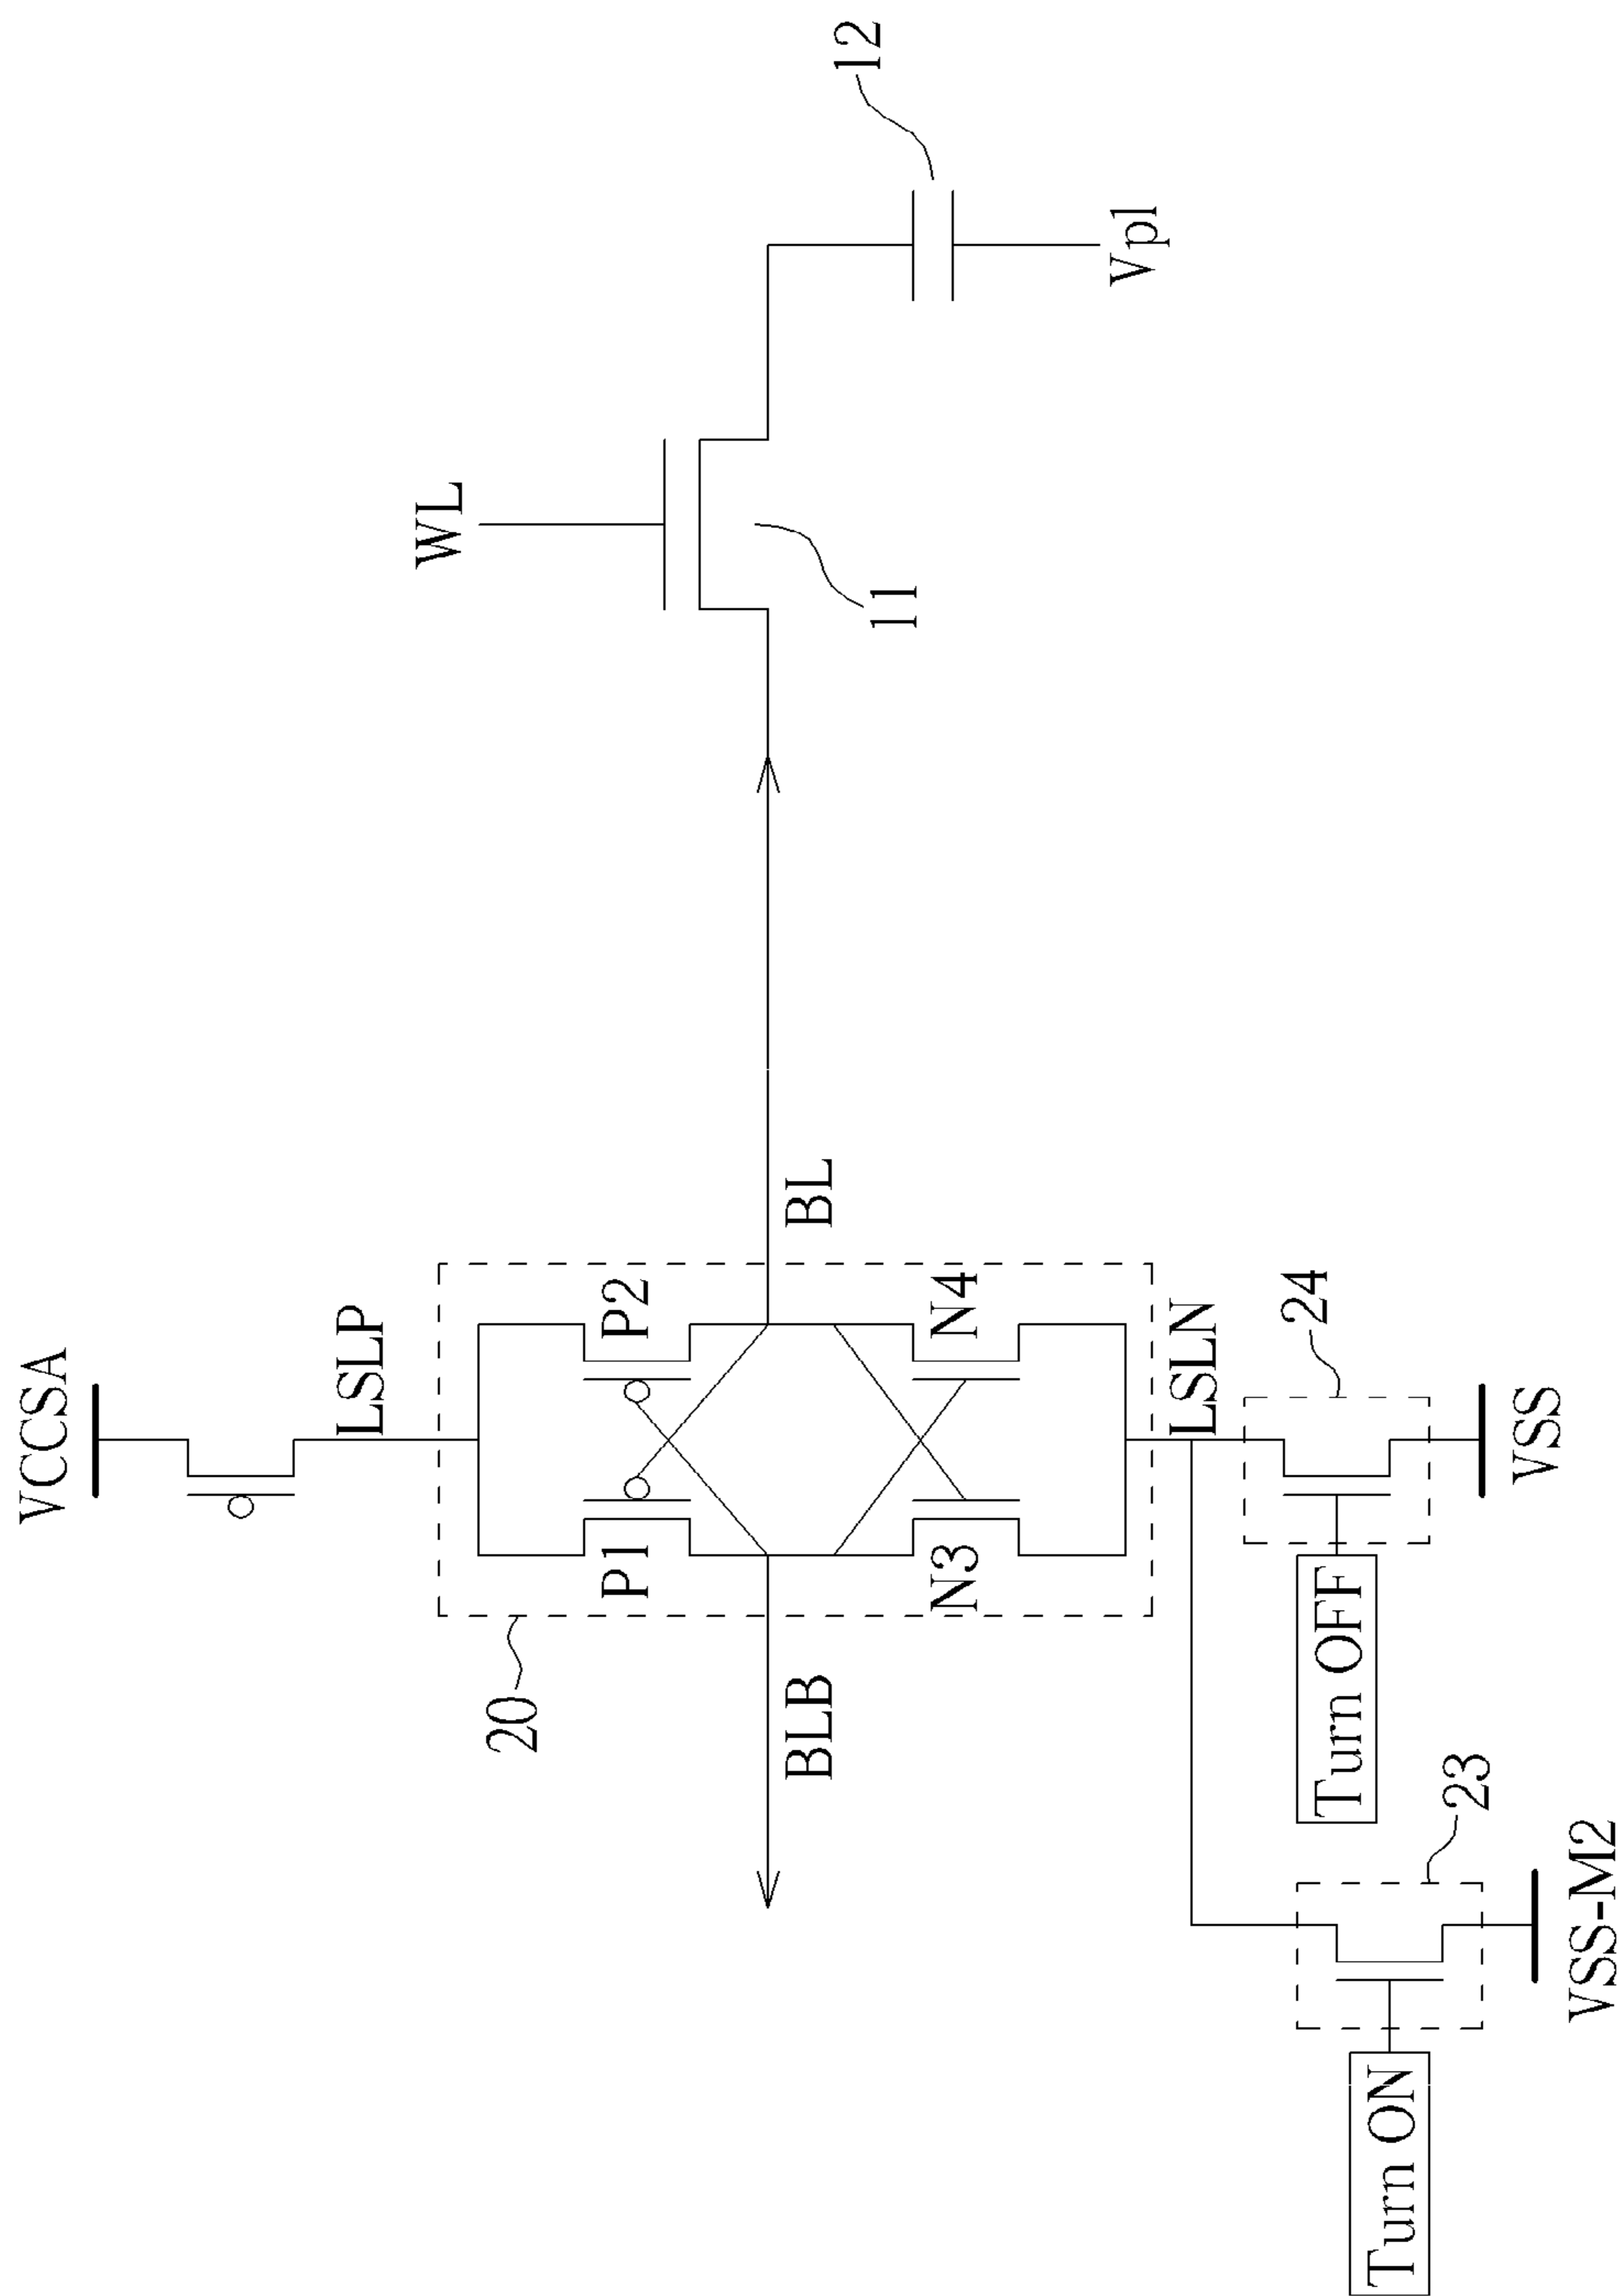 VCCSA
LSLP
WL
12
20
P1
P2
11
BLB
BL
N3
N4
Vpl
LSLN
24
Turn OFF
23
Turn ON
VSS
VSS-M2